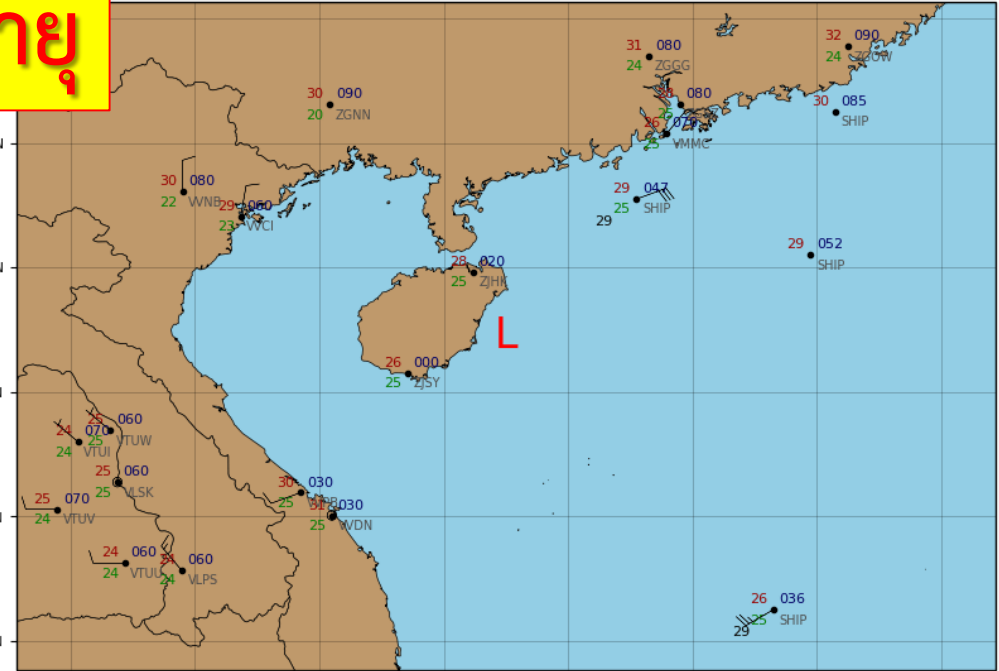 ายุ
32 090
24 ZGOW
31 080
24 ZGGG
30 090
20 ZGNN
080
25
30 085
SHIP
26 070
25 VMMC
30 080
22 VVNB
29 047
25 SHIP
29
29 060
23 VVCI
29 052
SHIP
28 020
25 ZJHK
L
26 000
25 ZJSY
25 060
25 VTUW
24 070
24 VTUI
25 060
25 VLSK
30 030
25
25 070
24 VTUV
31 030
25 VVDN
24 060
24 VTUU
24 060
24 VLPS
26 036
25 SHIP
29
N
N
N
N
N